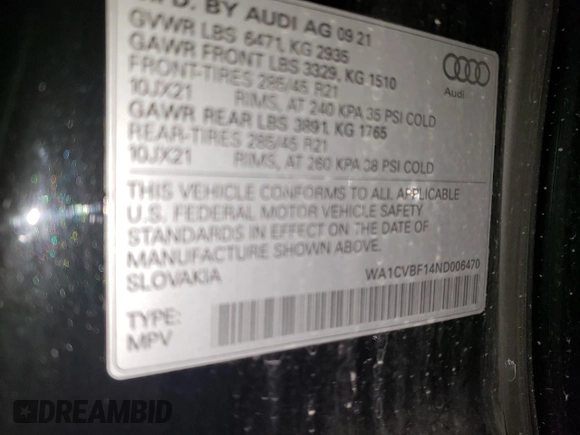 MFD. BY AUDI AG 09 21
GVWR LBS 6471, KG 2935
GAWR FRONT LBS 3329, KG 1510
FRONT-TIRES 285/45 R21
10JX21 RIMS, AT 240 KPA 35 PSI COLD
GAWR REAR LBS 3891, KG 1765
REAR-TIRES 285/45 R21
10JX21 RIMS, AT 260 KPA 38 PSI COLD
Audi
THIS VEHICLE CONFORMS TO ALL APPLICABLE
U.S. FEDERAL MOTOR VEHICLE SAFETY
STANDARDS IN EFFECT ON THE DATE OF
MANUFACTURE SHOWN ABOVE.
SLOVAKIA WA1CVBF14ND006470
TYPE:
MPV
DREAMBID